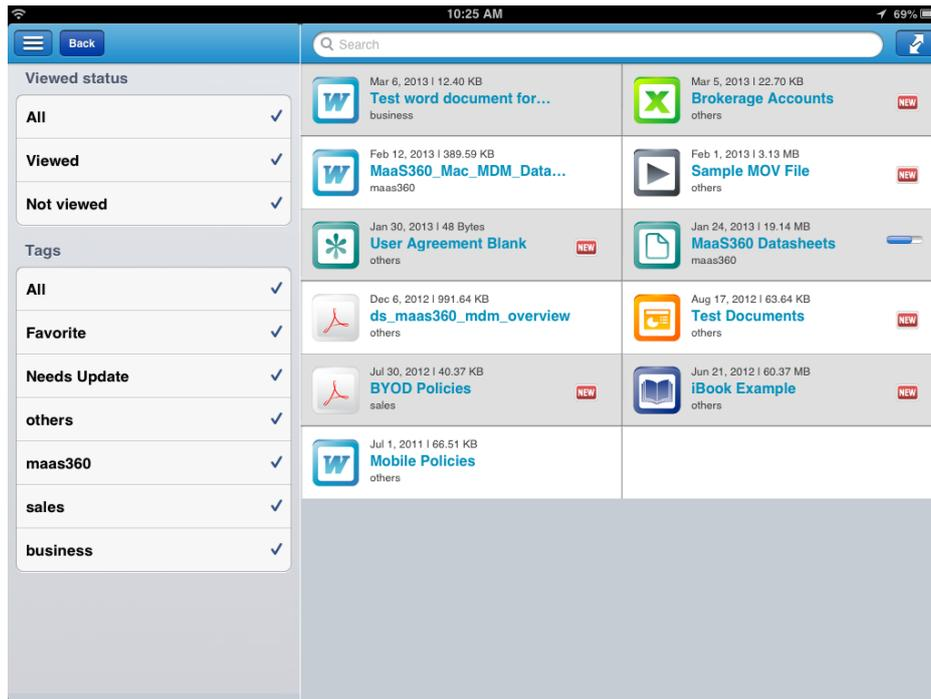 10:25 AM
69%
Back
Search
Viewed status
All
Viewed
Not viewed
Tags
All
Favorite
Needs Update
others
maas360
sales
business
Mar 6, 2013 | 12.40 KB
Test word document for...
business
Mar 5, 2013 | 22.70 KB
Brokerage Accounts
others
NEW
Feb 12, 2013 | 389.59 KB
MaaS360_Mac_MDM_Data...
maas360
Feb 1, 2013 | 3.13 MB
Sample MOV File
others
NEW
Jan 30, 2013 | 48 Bytes
User Agreement Blank
others
NEW
Jan 24, 2013 | 19.14 MB
MaaS360 Datasheets
maas360
Dec 6, 2012 | 991.64 KB
ds_maas360_mdm_overview
others
Aug 17, 2012 | 63.64 KB
Test Documents
others
NEW
Jul 30, 2012 | 40.37 KB
BYOD Policies
sales
NEW
Jun 21, 2012 | 60.37 MB
iBook Example
others
NEW
Jul 1, 2011 | 66.51 KB
Mobile Policies
others